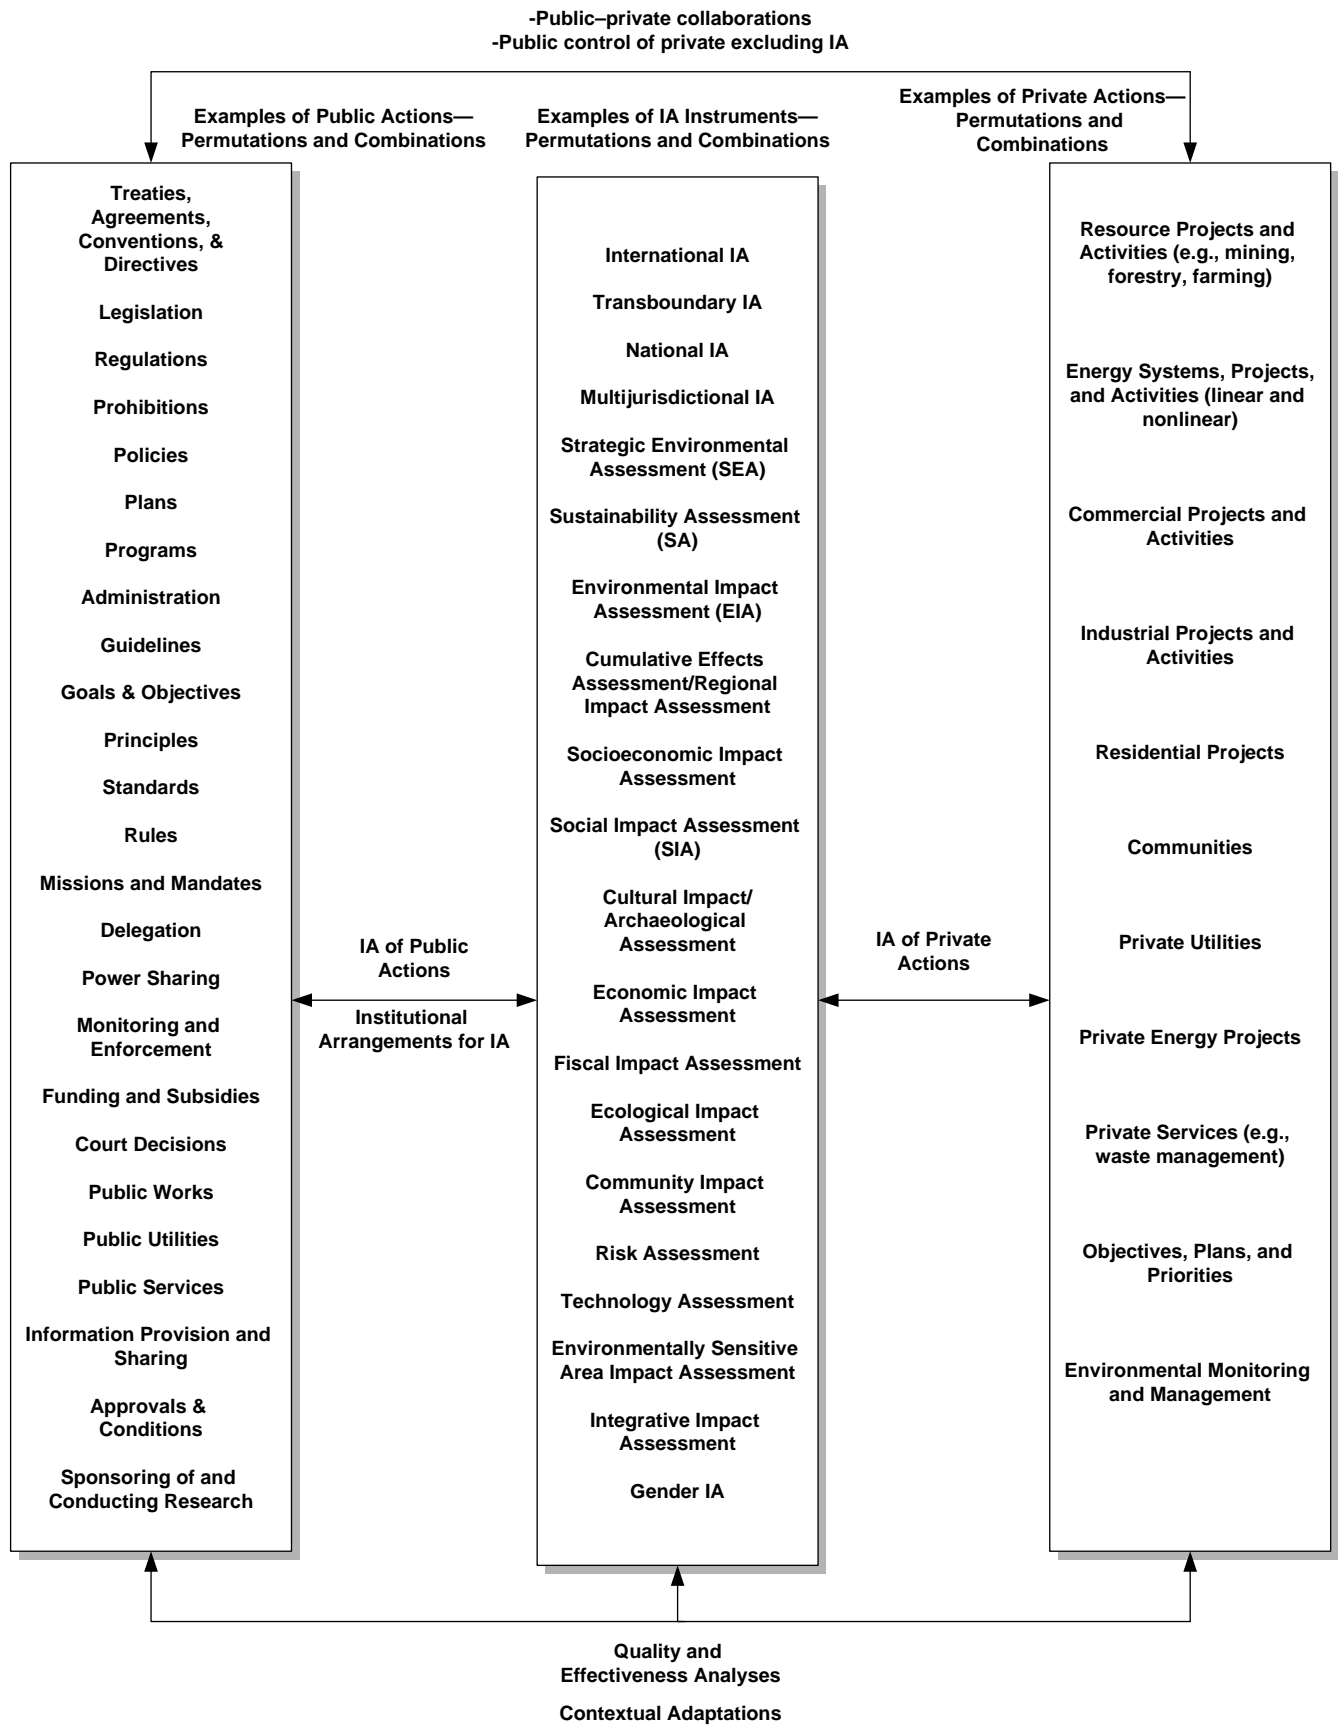 -Public–private collaborations
-Public control of private excluding IA
Examples of Public Actions—
Permutations and Combinations
Examples of IA Instruments—
Permutations and Combinations
Examples of Private Actions—
Permutations and
Combinations
Treaties,
Agreements,
Conventions, &
Directives
Legislation
Regulations
Prohibitions
Policies
Plans
Programs
Administration
Guidelines
Goals & Objectives
Principles
Standards
Rules
Missions and Mandates
Delegation
Power Sharing
Monitoring and
Enforcement
Funding and Subsidies
Court Decisions
Public Works
Public Utilities
Public Services
Information Provision and
Sharing
Approvals &
Conditions
Sponsoring of and
Conducting Research
IA of Public
Actions
Institutional
Arrangements for IA
International IA
Transboundary IA
National IA
Multijurisdictional IA
Strategic Environmental
Assessment (SEA)
Sustainability Assessment
(SA)
Environmental Impact
Assessment (EIA)
Cumulative Effects
Assessment/Regional
Impact Assessment
Socioeconomic Impact
Assessment
Social Impact Assessment
(SIA)
Cultural Impact/
Archaeological
Assessment
Economic Impact
Assessment
Fiscal Impact Assessment
Ecological Impact
Assessment
Community Impact
Assessment
Risk Assessment
Technology Assessment
Environmentally Sensitive
Area Impact Assessment
Integrative Impact
Assessment
Gender IA
IA of Private
Actions
Resource Projects and
Activities (e.g., mining,
forestry, farming)
Energy Systems, Projects,
and Activities (linear and
nonlinear)
Commercial Projects and
Activities
Industrial Projects and
Activities
Residential Projects
Communities
Private Utilities
Private Energy Projects
Private Services (e.g.,
waste management)
Objectives, Plans, and
Priorities
Environmental Monitoring
and Management
Quality and
Effectiveness Analyses
Contextual Adaptations